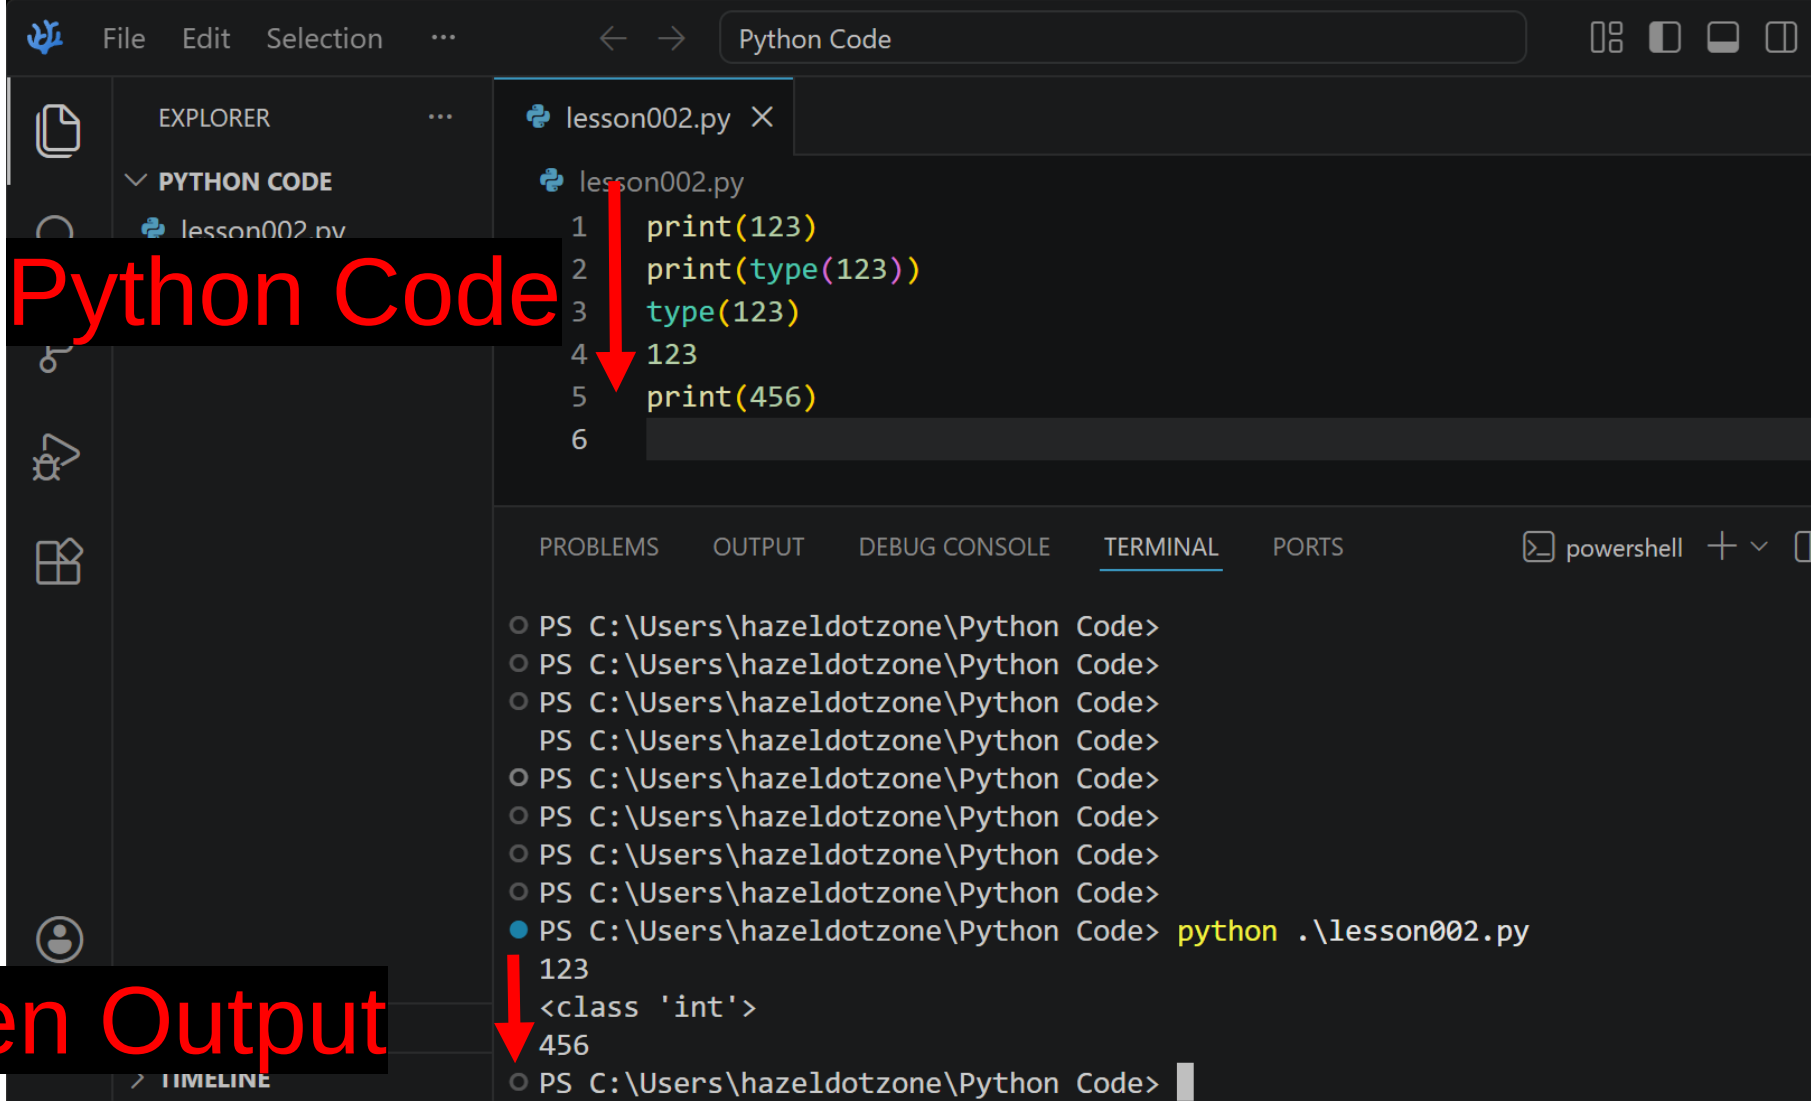 File Edit Selection ··· Python Code
EXPLORER ···
PYTHON CODE
lesson002.py
lesson002.py
lesson002.py
1 print(123)
2 print(type(123))
3 type(123)
4 123
5 print(456)
6
Python Code
PROBLEMS OUTPUT DEBUG CONSOLE TERMINAL PORTS powershell
PS C:\Users\hazeldotzone\Python Code>
PS C:\Users\hazeldotzone\Python Code>
PS C:\Users\hazeldotzone\Python Code>
PS C:\Users\hazeldotzone\Python Code>
PS C:\Users\hazeldotzone\Python Code>
PS C:\Users\hazeldotzone\Python Code>
PS C:\Users\hazeldotzone\Python Code>
PS C:\Users\hazeldotzone\Python Code>
PS C:\Users\hazeldotzone\Python Code> python .\lesson002.py
123
<class 'int'>
456
PS C:\Users\hazeldotzone\Python Code>
en Output
TIMELINE